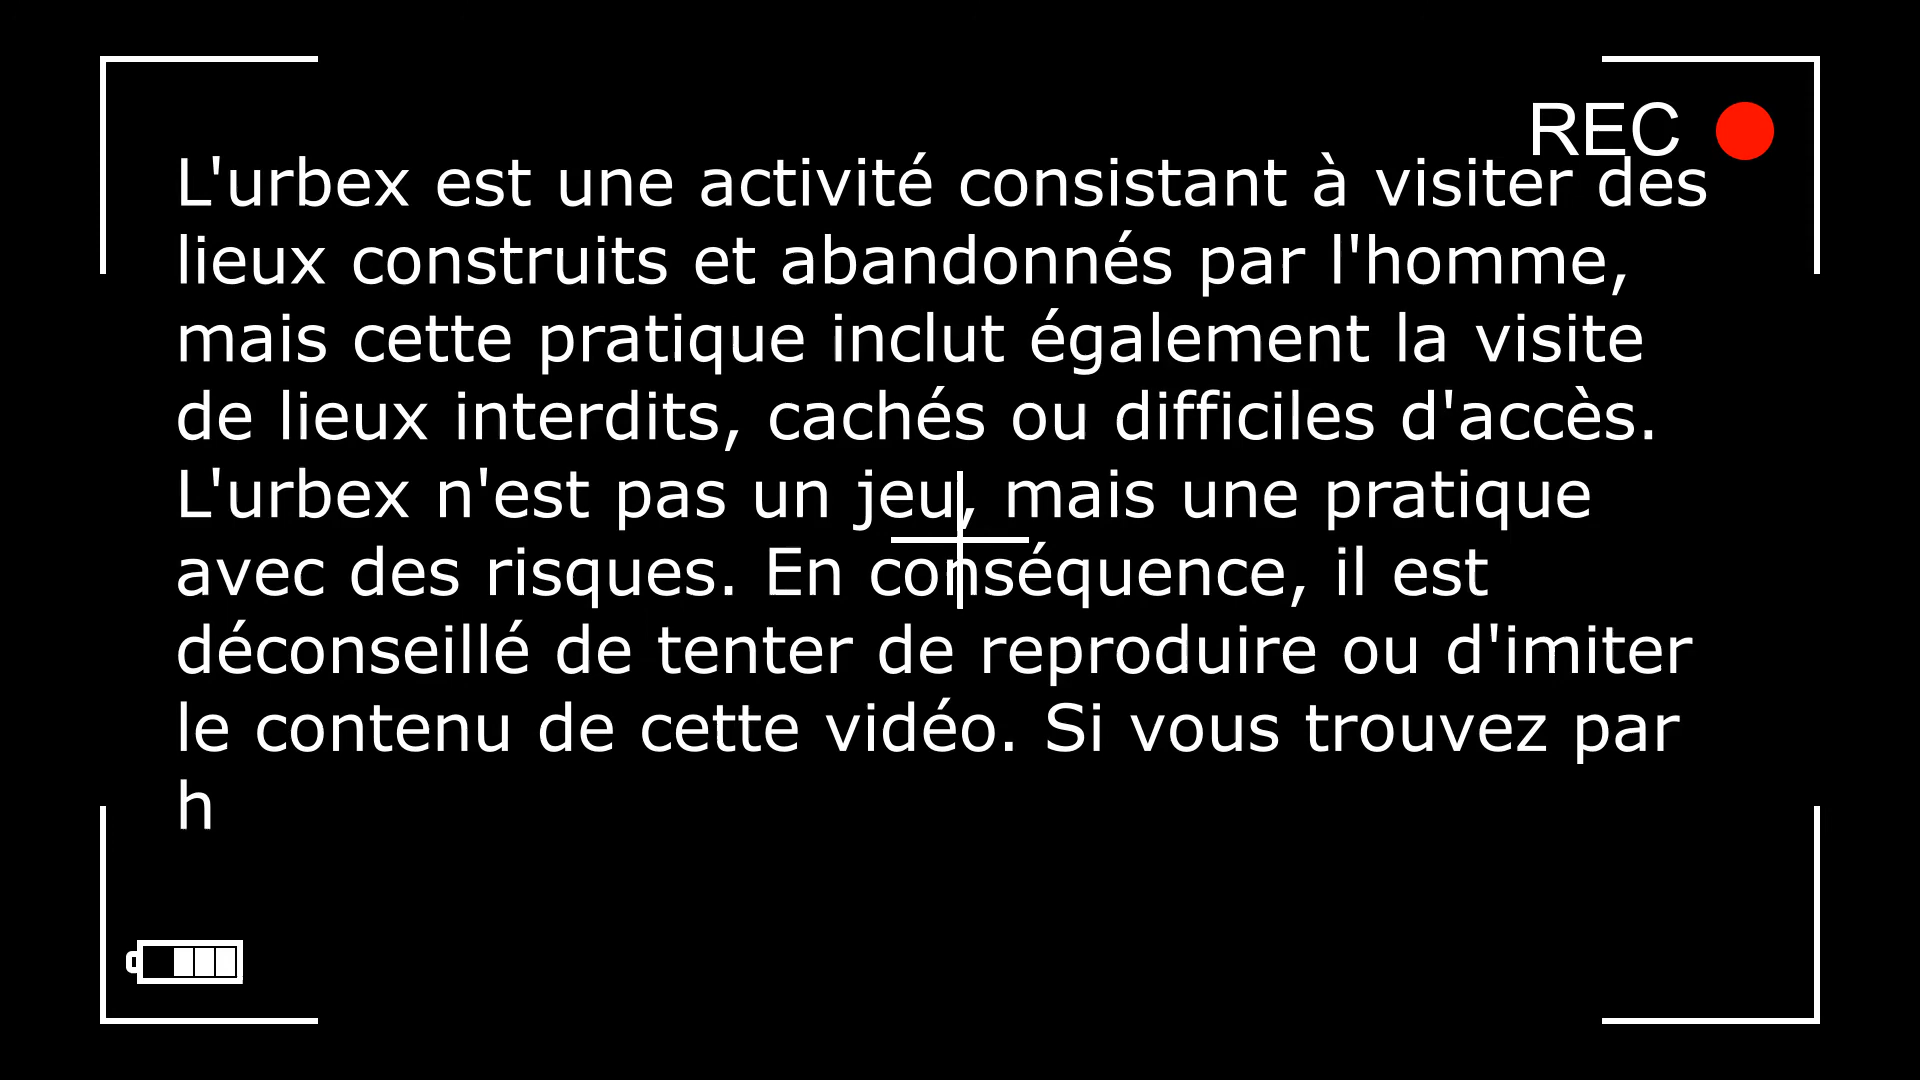 REC
L'urbex est une activité consistant à visiter des
lieux construits et abandonnés par l'homme,
mais cette pratique inclut également la visite
de lieux interdits, cachés ou difficiles d'accès.
L'urbex n'est pas un jeu, mais une pratique
avec des risques. En conséquence, il est
déconseillé de tenter de reproduire ou d'imiter
le contenu de cette vidéo. Si vous trouvez par
h